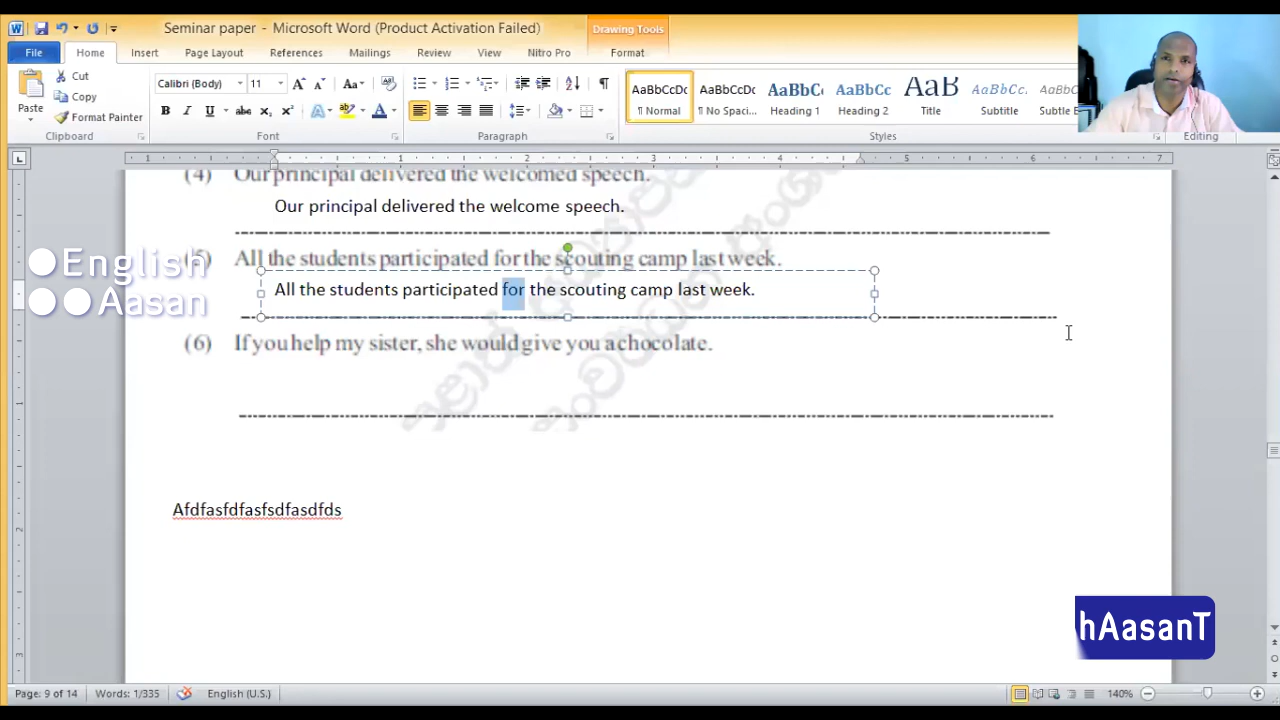 Seminar paper - Microsoft Word (Product Activation Failed)
Drawing Tools
File Home Insert Page Layout References Mailings Review View Nitro Pro Format
Paste
Cut
Copy
Format Painter
Clipboard
Calibri (Body) 11
Font
Paragraph
AaBbCcDc AaBbCcDc AaBbCc AaBbCc AaB AaBbCc. AaBbCc
¶ Normal ¶ No Spaci... Heading 1 Heading 2 Title Subtitle Subtle Em
Styles
Editing
(4) Our principal delivered the welcomed speech.
Our principal delivered the welcome speech.
(5) All the students participated for the scouting camp last week.
All the students participated for the scouting camp last week.
(6) If you help my sister, she would give you a chocolate.
Afdfasfdfasfsdfasdfds
English
Aasan
hAasanT
Page: 9 of 14 Words: 1/335 English (U.S.) 140%